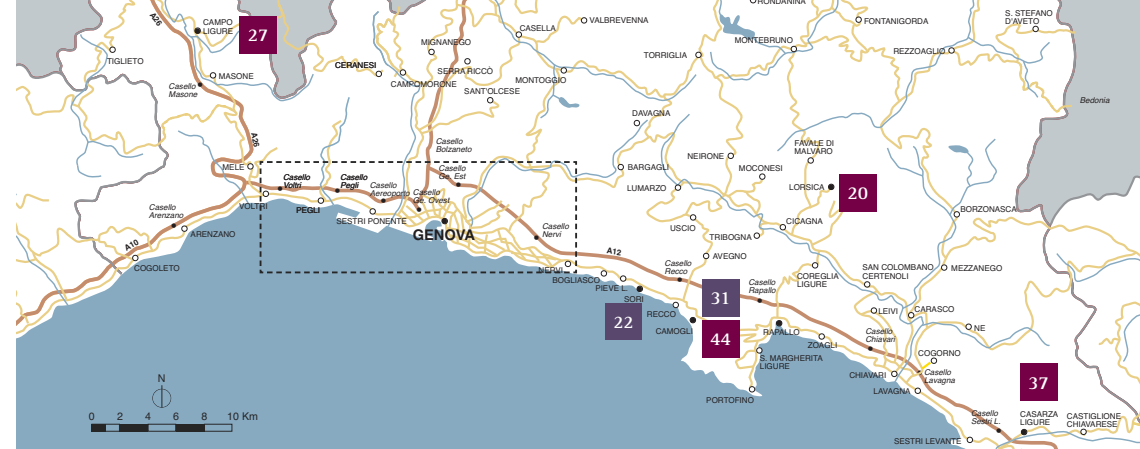 RONDANINA
A26
CAMPO
LIGURE
27
VALBREVENNA
FONTANIGORDA
S. STEFANO
D'AVETO
CASELLA
MIGNANEGO
MONTEBRUNO
REZZOAGLIO
TIGLIETO
TORRIGLIA
CERANESI
SERRA RICCÒ
MASONE
CAMPOMORONE
MONTOGGIO
Casello
Masone
SANT'OLCESE
Bedonia
DAVAGNA
A26
Casello
Bolzaneto
FAVALE DI
MALVARO
NEIRONE
MELE
BARGAGLI
MOCONESI
Casello
Ge. Est
Casello
Voltri
Casello
Pegli
LUMARZO
LORSICA
20
Casello
Aereoporto
Casello
Ge. Ovest
VOLTRI
PEGLI
Casello
Arenzano
SESTRI PONENTE
BORZONASCA
CICAGNA
USCIO
GENOVA
Casello
Nervi
ARENZANO
TRIBOGNA
A10
A12
AVEGNO
COGOLETO
NERVI
Casello
Recco
SAN COLOMBANO
CERTENOLI
MEZZANEGO
COREGLIA
LIGURE
BOGLIASCO
PIEVE L.
Casello
Rapallo
SORI
31
RECCO
LEIVI
CARASCO
22
CAMOGLI
44
RAPALLO
NE
Casello
Chiavari
ZOAGLI
COGORNO
S. MARGHERITA
LIGURE
CHIAVARI
Casello
Lavagna
37
LAVAGNA
N
PORTOFINO
0 2 4 6 8 10 Km
Casello
Sestri L.
CASARZA
LIGURE
CASTIGLIONE
CHIAVARESE
SESTRI LEVANTE